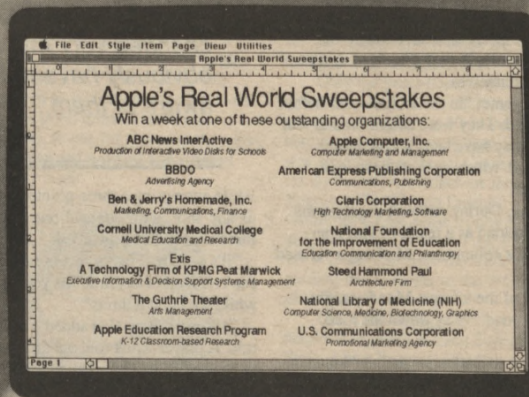 File Edit Style Item Page View Utilities
Apple's Real World Sweepstakes
Apple's Real World Sweepstakes
Win a week at one of these outstanding organizations:
ABC News InterActive
Production of Interactive Video Disks for Schools
BBDO
Advertising Agency
Ben & Jerry's Homemade, Inc.
Marketing, Communications, Finance
Cornell University Medical College
Medical Education and Research
Exis
A Technology Firm of KPMG Peat Marwick
Executive Information & Decision Support Systems Management
The Guthrie Theater
Arts Management
Apple Education Research Program
K-12 Classroom-based Research
Apple Computer, Inc.
Computer Marketing and Management
American Express Publishing Corporation
Communications, Publishing
Claris Corporation
High Technology Marketing, Software
National Foundation
for the Improvement of Education
Education Communication and Philanthropy
Steed Hammond Paul
Architecture Firm
National Library of Medicine (NIH)
Computer Science, Medicine, Biotechnology, Graphics
U.S. Communications Corporation
Promotional Marketing Agency
Page 1